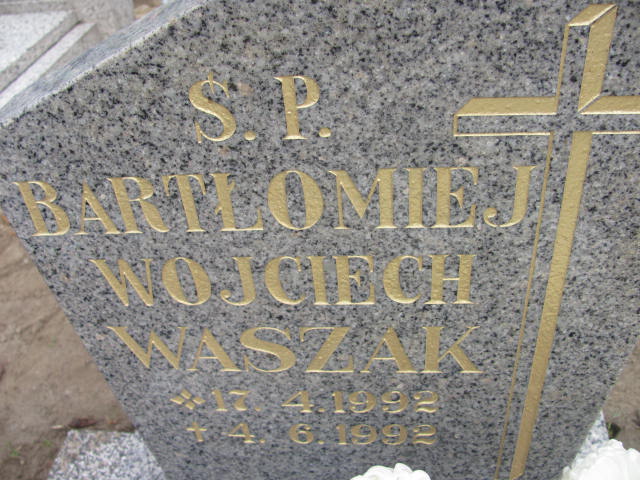 Ś. P.
BARTŁOMIEJ
WOJCIECH
WASZAK
17. 4.1992
✝ 4. 6.1992